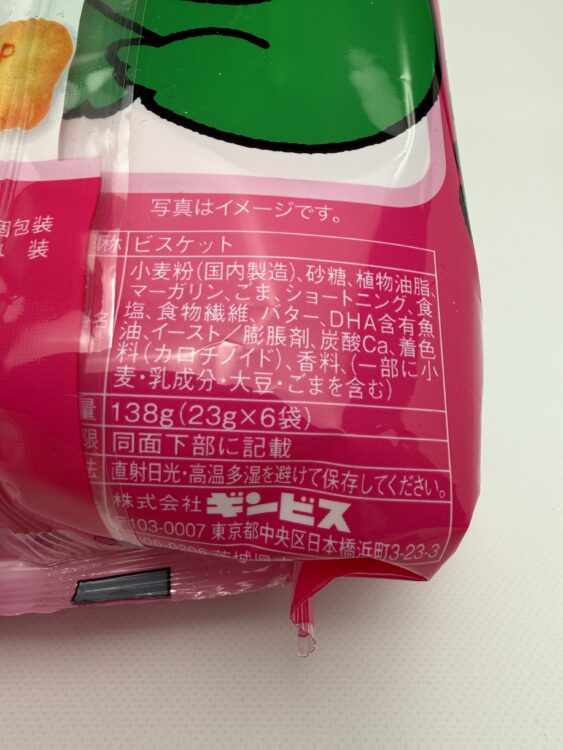 写真はイメージです。
個包装
装
称 ビスケット
小麦粉(国内製造)、砂糖、植物油脂、
マーガリン、ごま、ショートニング、食
塩、食物繊維、バター、DHA含有魚
油、イースト/膨脹剤、炭酸Ca、着色
料(カロチノイド)、香料、(一部に小
麦・乳成分・大豆・ごまを含む)
名
量 138g(23g×6袋)
限 同面下部に記載
法 直射日光・高温多湿を避けて保存してください。
株式会社 ギンビス
〒103-0007 東京都中央区日本橋浜町3-23-3